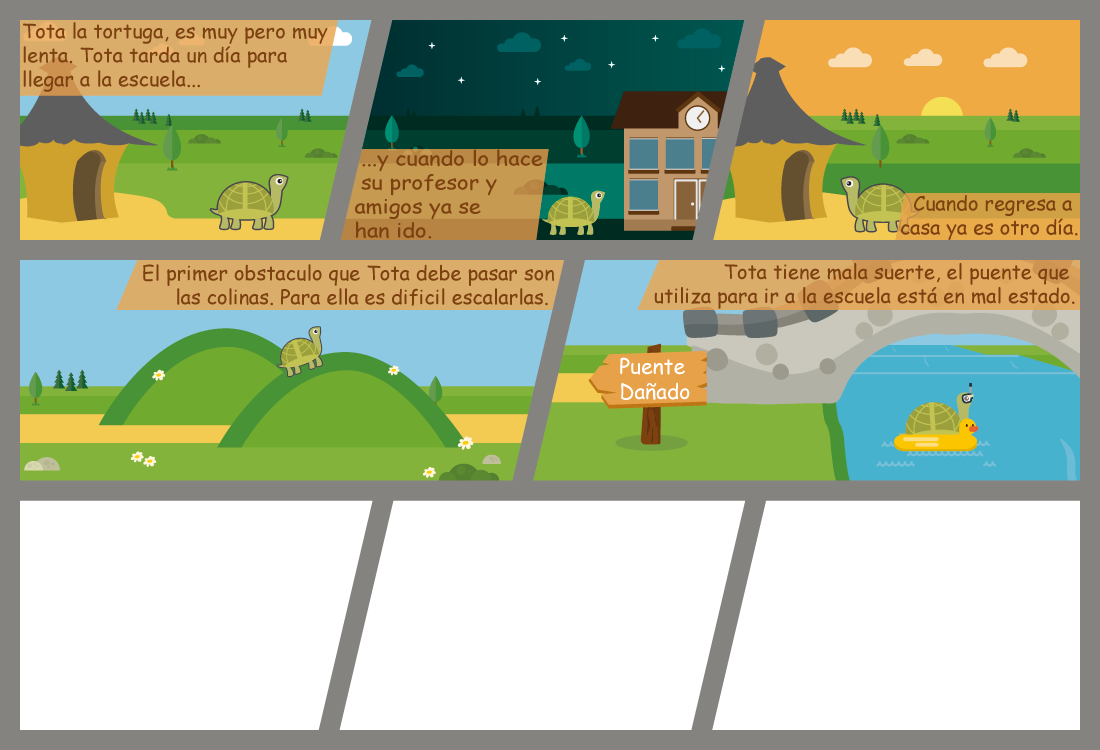 Tota la tortuga, es muy pero muy
lenta. Tota tarda un día para
llegar a la escuela...
...y cuando lo hace
su profesor y
amigos ya se
han ido.
Cuando regresa a
casa ya es otro día.
El primer obstaculo que Tota debe pasar son
las colinas. Para ella es dificil escalarlas.
Tota tiene mala suerte, el puente que
utiliza para ir a la escuela está en mal estado.
Puente
Dañado